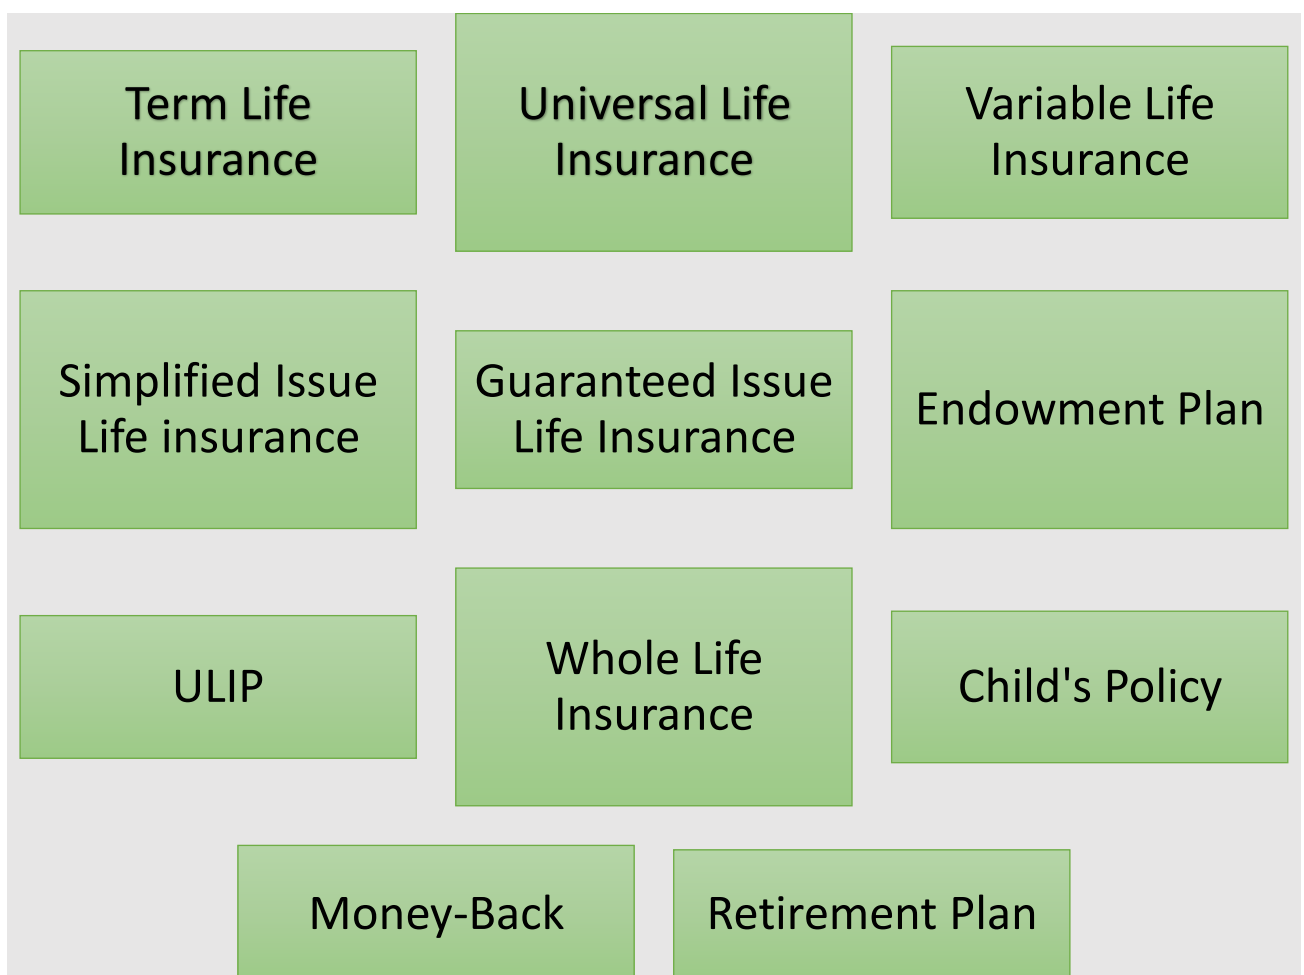 Term Life
Insurance
Universal Life
Insurance
Variable Life
Insurance
Simplified Issue
Life insurance
Guaranteed Issue
Life Insurance
Endowment Plan
ULIP
Whole Life
Insurance
Child's Policy
Money-Back
Retirement Plan